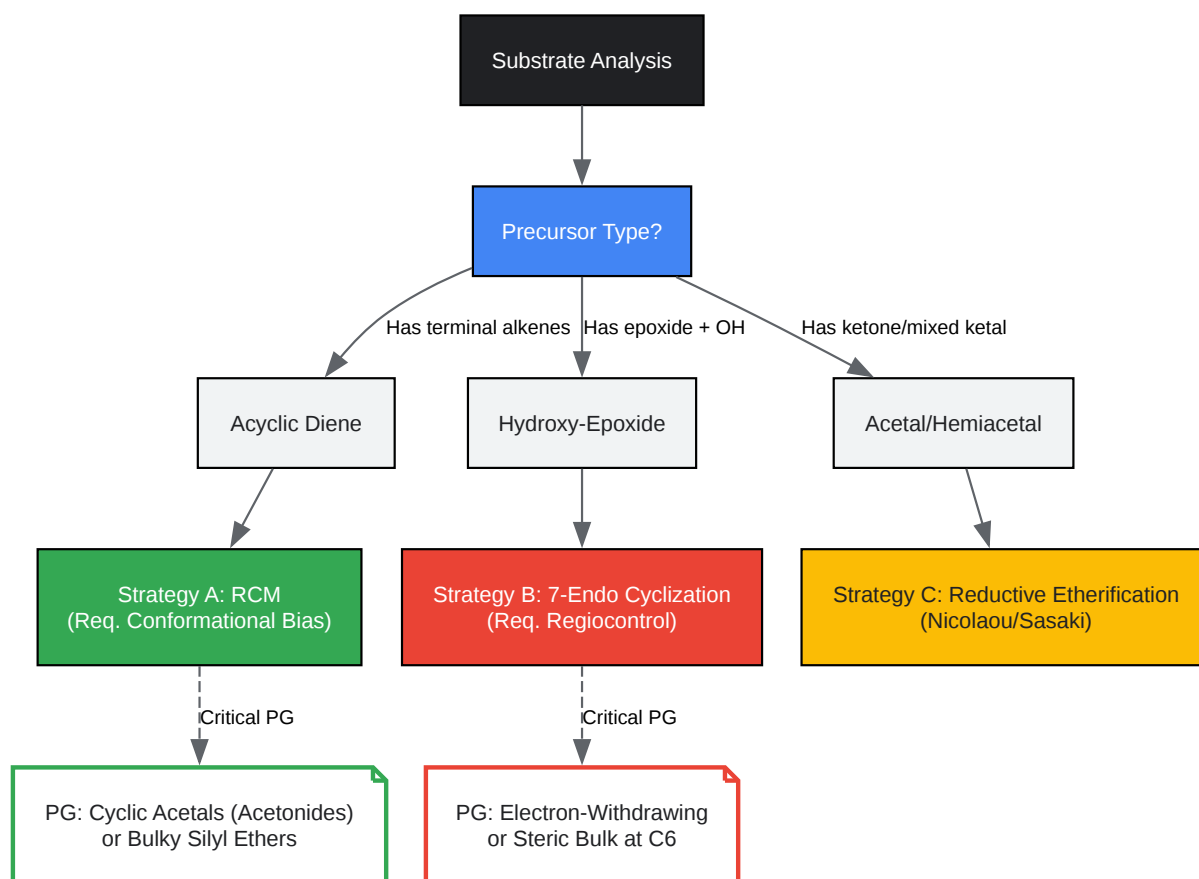 Substrate Analysis
Precursor Type?
Has terminal alkenes
Has epoxide + OH
Has ketone/mixed ketal
Acyclic Diene
Hydroxy-Epoxide
Acetal/Hemiacetal
Strategy A: RCM
(Req. Conformational Bias)
Strategy B: 7-Endo Cyclization
(Req. Regiocontrol)
Strategy C: Reductive Etherification
(Nicolaou/Sasaki)
Critical PG
Critical PG
PG: Cyclic Acetals (Acetonides)
or Bulky Silyl Ethers
PG: Electron-Withdrawing
or Steric Bulk at C6